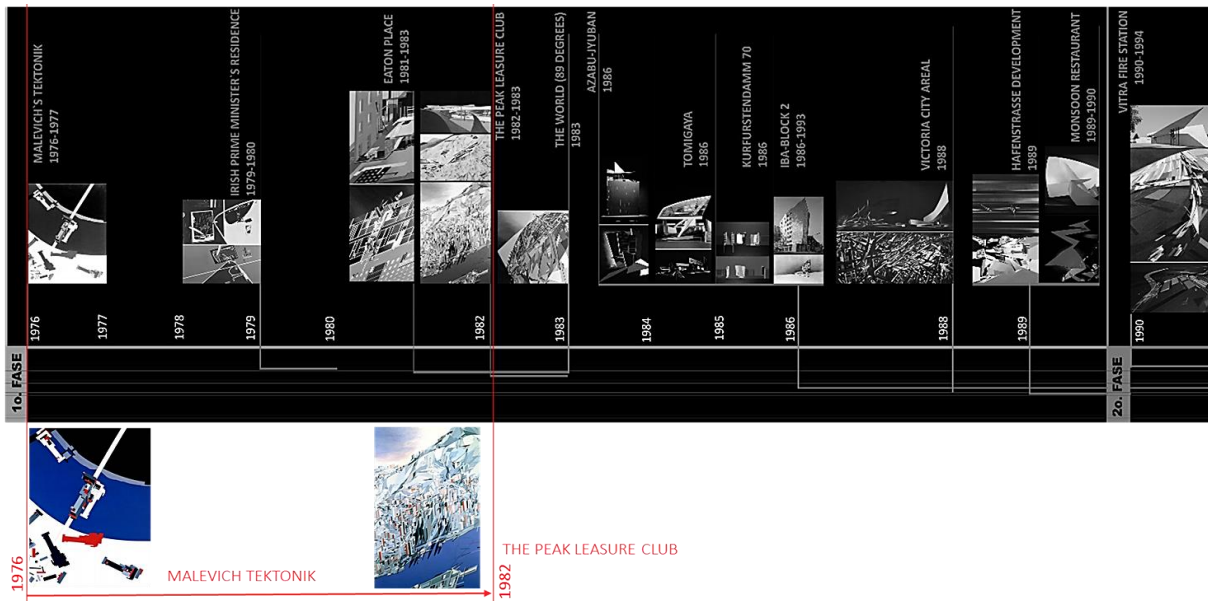 MALEVICH'S TEKTONIK
1976-1977
IRISH PRIME MINISTER'S RESIDENCE
1979-1980
EATON PLACE
1981-1983
THE PEAK LEASURE CLUB
1982-1983
THE WORLD (89 DEGREES)
1983
AZABU-JYUBAN
1986
TOMIGAYA
1986
KURFURSTENDAMM 70
1986
IBA-BLOCK 2
1986-1993
VICTORIA CITY AREAL
1988
HAFENSTRASSE DEVELOPMENT
1989
MONSOON RESTAURANT
1989-1990
VITRA FIRE STATION
1990-1994
1976
1977
1978
1979
1980
1982
1983
1984
1985
1986
1988
1989
1990
1o. FASE
2o. FASE
1976
MALEVICH TEKTONIK
THE PEAK LEASURE CLUB
1982